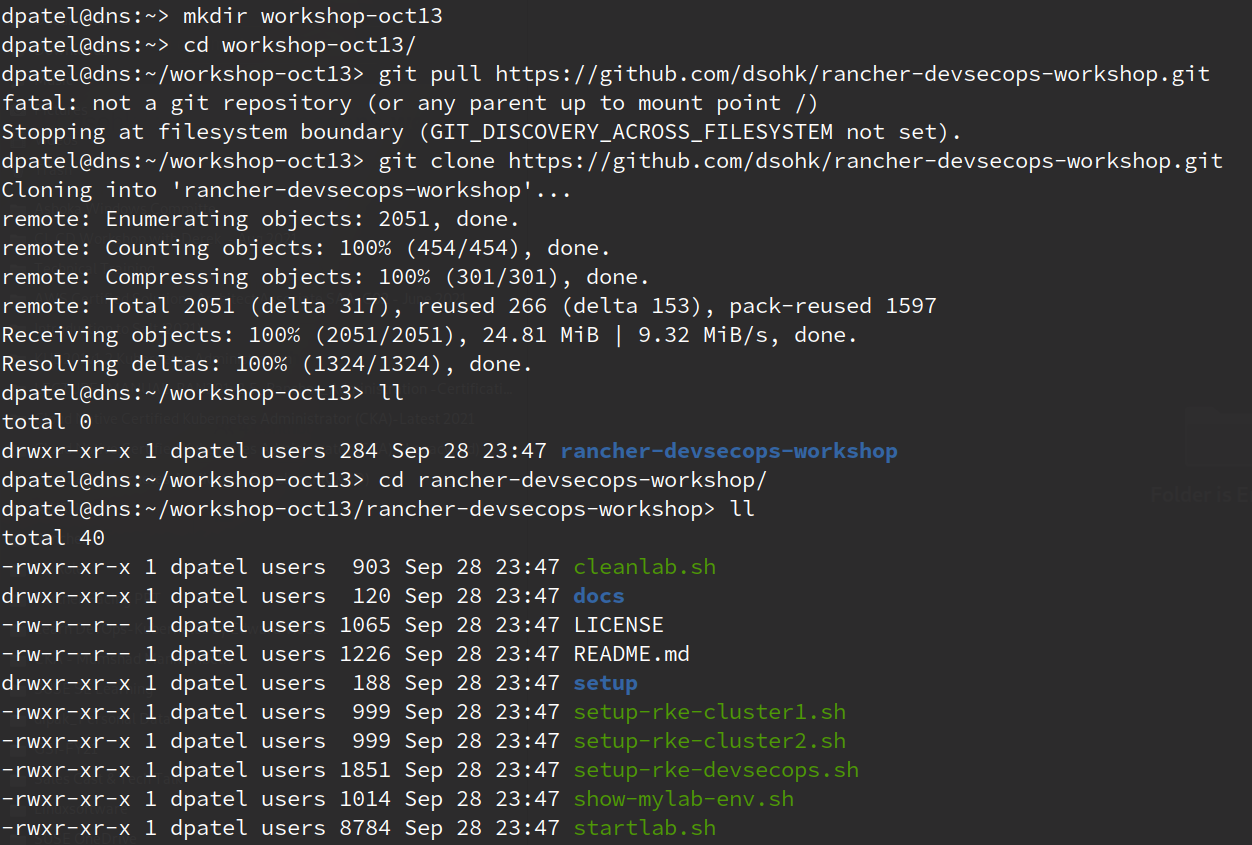 dpatel@dns:~> mkdir workshop-oct13
dpatel@dns:~> cd workshop-oct13/
dpatel@dns:~/workshop-oct13> git pull https://github.com/dsohk/rancher-devsecops-workshop.git
fatal: not a git repository (or any parent up to mount point /)
Stopping at filesystem boundary (GIT_DISCOVERY_ACROSS_FILESYSTEM not set).
dpatel@dns:~/workshop-oct13> git clone https://github.com/dsohk/rancher-devsecops-workshop.git
Cloning into 'rancher-devsecops-workshop'...
remote: Enumerating objects: 2051, done.
remote: Counting objects: 100% (454/454), done.
remote: Compressing objects: 100% (301/301), done.
remote: Total 2051 (delta 317), reused 266 (delta 153), pack-reused 1597
Receiving objects: 100% (2051/2051), 24.81 MiB | 9.32 MiB/s, done.
Resolving deltas: 100% (1324/1324), done.
dpatel@dns:~/workshop-oct13> ll
total 0
drwxr-xr-x 1 dpatel users 284 Sep 28 23:47 rancher-devsecops-workshop
dpatel@dns:~/workshop-oct13> cd rancher-devsecops-workshop/
dpatel@dns:~/workshop-oct13/rancher-devsecops-workshop> ll
total 40
-rwxr-xr-x 1 dpatel users  903 Sep 28 23:47 cleanlab.sh
drwxr-xr-x 1 dpatel users  120 Sep 28 23:47 docs
-rw-r--r-- 1 dpatel users 1065 Sep 28 23:47 LICENSE
-rw-r--r-- 1 dpatel users 1226 Sep 28 23:47 README.md
drwxr-xr-x 1 dpatel users  188 Sep 28 23:47 setup
-rwxr-xr-x 1 dpatel users  999 Sep 28 23:47 setup-rke-cluster1.sh
-rwxr-xr-x 1 dpatel users  999 Sep 28 23:47 setup-rke-cluster2.sh
-rwxr-xr-x 1 dpatel users 1851 Sep 28 23:47 setup-rke-devsecops.sh
-rwxr-xr-x 1 dpatel users 1014 Sep 28 23:47 show-mylab-env.sh
-rwxr-xr-x 1 dpatel users 8784 Sep 28 23:47 startlab.sh
Certified Kubernetes Administrator (CKA)
Latest 2021
Folder is